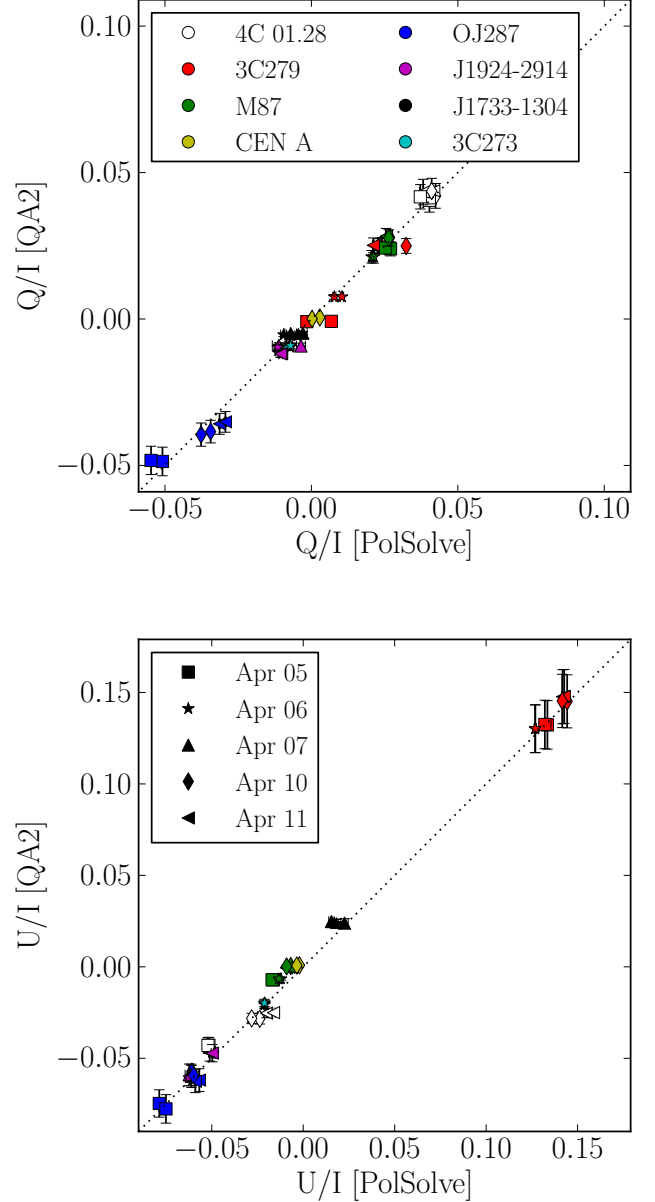 0.10
4C 01.28 OJ287
3C279 J1924-2914
M87 J1733-1304
CEN A 3C273
0.05
Q/I [QA2]
0.00
−0.05
−0.05 0.00 0.05 0.10
Q/I [PolSolve]
Apr 05
0.15
Apr 06
Apr 07
0.10
Apr 10
Apr 11
0.05
U/I [QA2]
0.00
−0.05
−0.05 0.00 0.05 0.10 0.15
U/I [PolSolve]